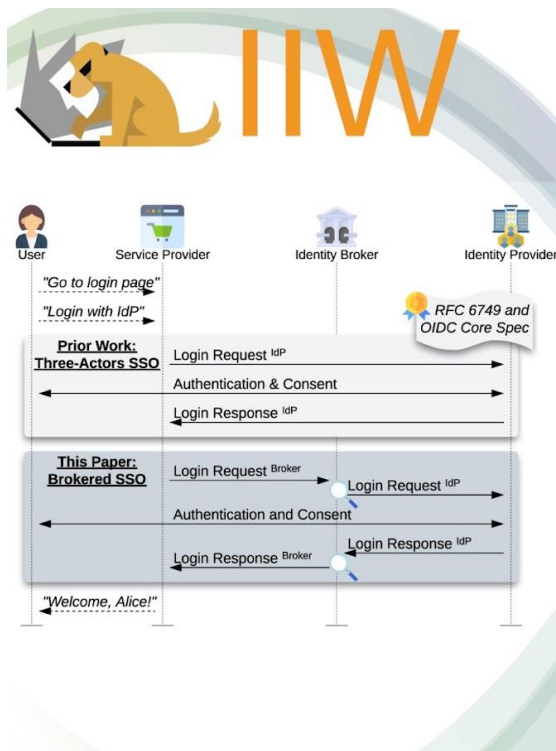 IIW
User
Service Provider
Identity Broker
Identity Provider
"Go to login page"
"Login with IdP"
RFC 6749 and
OIDC Core Spec
Prior Work:
Three-Actors SSO
Login Request IdP
Authentication & Consent
Login Response IdP
This Paper:
Brokered SSO
Login Request Broker
Login Request IdP
Authentication and Consent
Login Response IdP
Login Response Broker
"Welcome, Alice!"